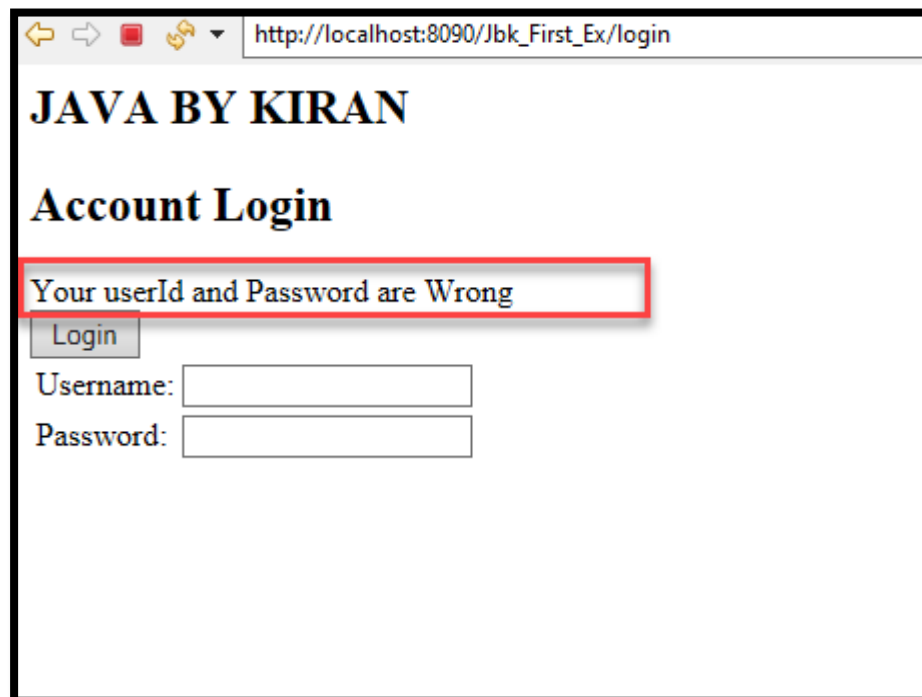 http://localhost:8090/Jbk_First_Ex/login
JAVA BY KIRAN
Account Login
Your userId and Password are Wrong
Login
Username:
Password: